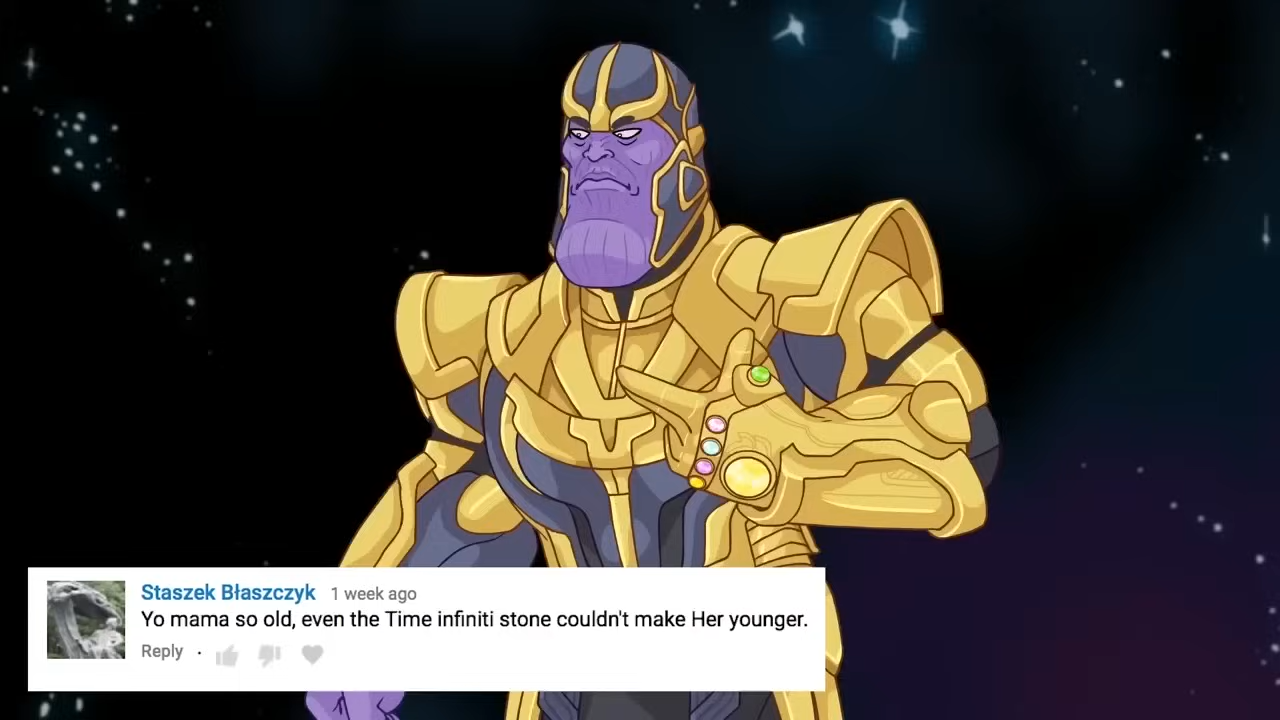 Staszek Błaszczyk 1 week ago
Yo mama so old, even the Time infiniti stone couldn't make Her younger.
Reply ·